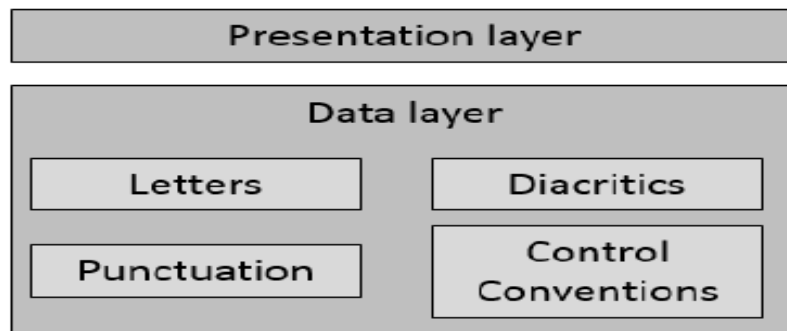 Presentation layer
Data layer
Letters
Diacritics
Punctuation
Control
Conventions